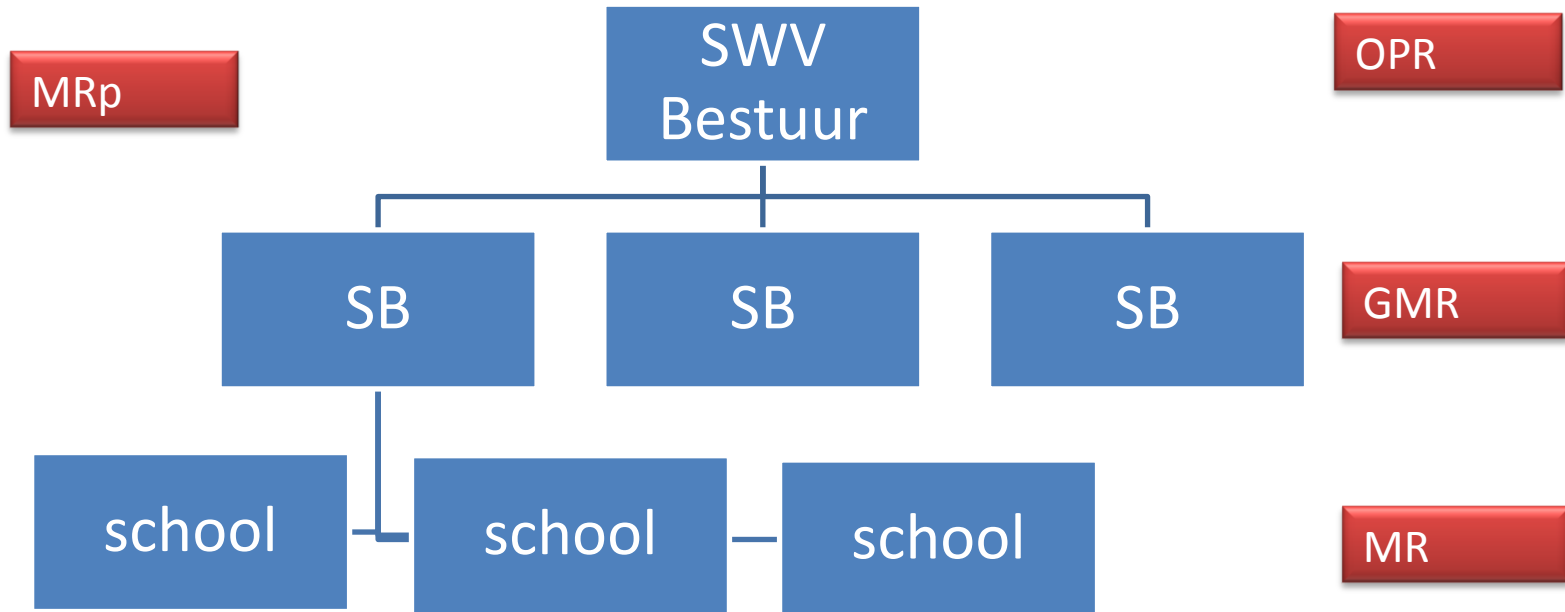 MRp
SWV
Bestuur
OPR
SB
SB
SB
GMR
school
school
school
MR